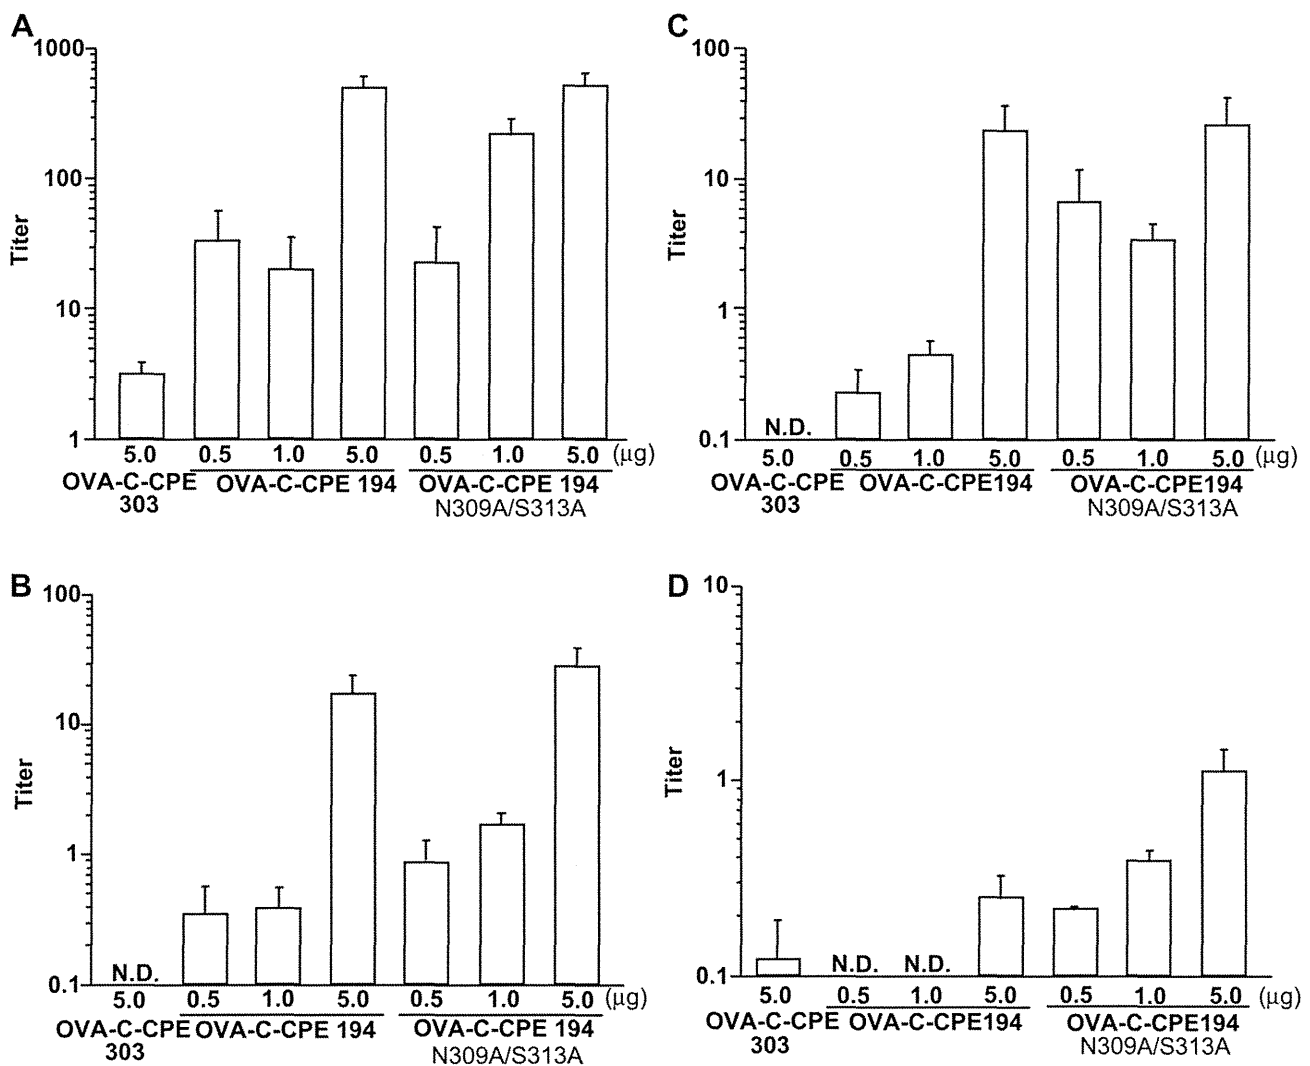 A
1000
100
10
1
Titer
5.0 0.5 1.0 5.0 0.5 1.0 5.0 (μg)
OVA-C-CPE OVA-C-CPE 194 OVA-C-CPE 194
303 N309A/S313A
C
100
10
1
0.1
Titer
N.D.
5.0 0.5 1.0 5.0 0.5 1.0 5.0 (μg)
OVA-C-CPE OVA-C-CPE194 OVA-C-CPE194
303 N309A/S313A
B
100
10
1
0.1
Titer
N.D.
5.0 0.5 1.0 5.0 0.5 1.0 5.0 (μg)
OVA-C-CPE OVA-C-CPE 194 OVA-C-CPE 194
303 N309A/S313A
D
10
1
0.1
Titer
N.D. N.D.
5.0 0.5 1.0 5.0 0.5 1.0 5.0 (μg)
OVA-C-CPE OVA-C-CPE194 OVA-C-CPE194
303 N309A/S313A